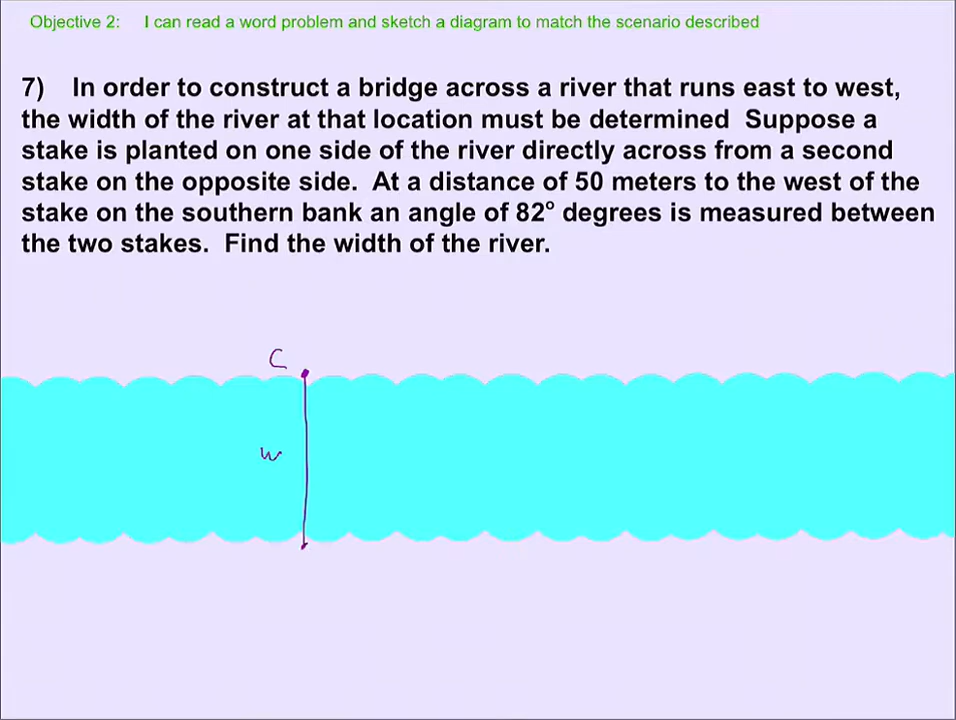 Objective 2: I can read a word problem and sketch a diagram to match the scenario described
7) In order to construct a bridge across a river that runs east to west,
the width of the river at that location must be determined Suppose a
stake is planted on one side of the river directly across from a second
stake on the opposite side. At a distance of 50 meters to the west of the
stake on the southern bank an angle of 82° degrees is measured between
the two stakes. Find the width of the river.
C
w